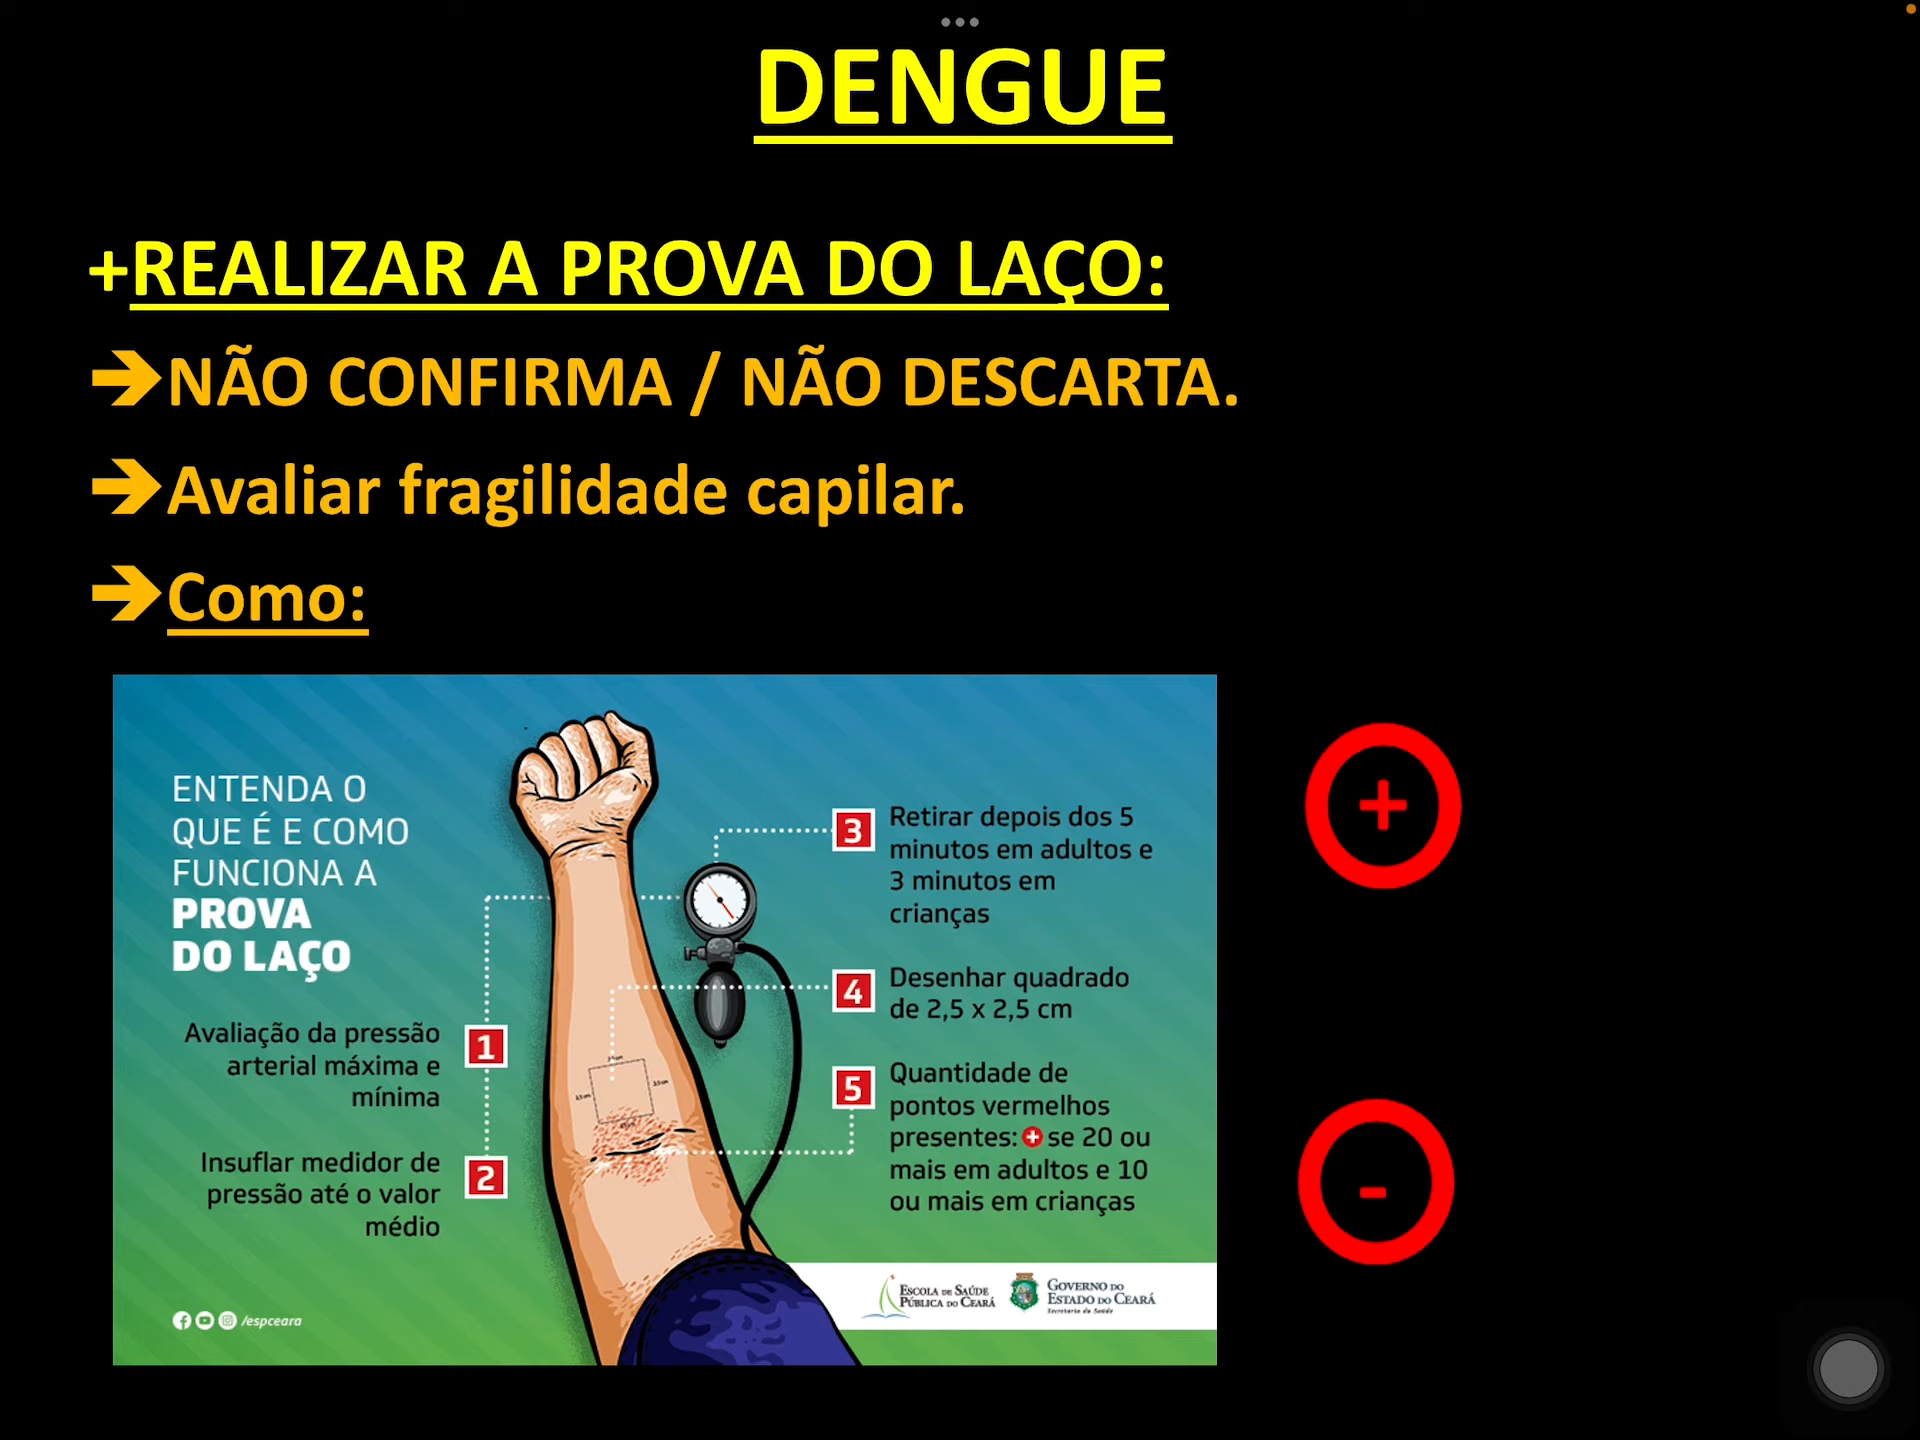 DENGUE
+REALIZAR A PROVA DO LAÇO:
➔NÃO CONFIRMA / NÃO DESCARTA.
➔Avaliar fragilidade capilar.
➔Como:
ENTENDA O
QUE É E COMO
FUNCIONA A
PROVA
DO LAÇO
1
Avaliação da pressão
arterial máxima e
mínima
2
Insuflar medidor de
pressão até o valor
médio
3
Retirar depois dos 5
minutos em adultos e
3 minutos em
crianças
4
Desenhar quadrado
de 2,5 x 2,5 cm
5
Quantidade de
pontos vermelhos
presentes: + se 20 ou
mais em adultos e 10
ou mais em crianças
/espceara
ESCOLA DE SAÚDE
PÚBLICA DO CEARÁ
GOVERNO DO
ESTADO DO CEARÁ
Secretaria da Saúde
+
-